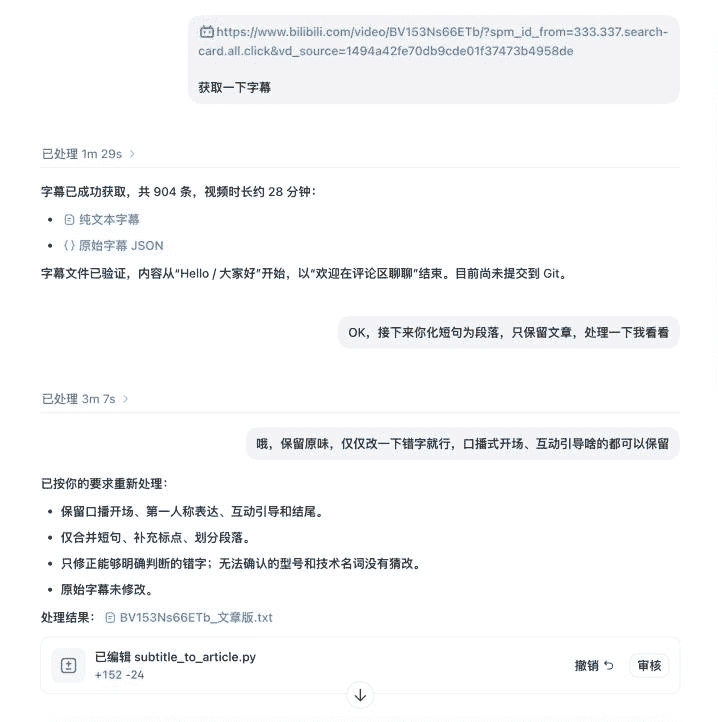 https://www.bilibili.com/video/BV153Ns66ETb/?spm_id_from=333.337.search-
card.all.click&vd_source=1494a42fe70db9cde01f37473b4958de
获取一下字幕
已处理 1m 29s
字幕已成功获取，共 904 条，视频时长约 28 分钟：
纯文本字幕
原始字幕 JSON
字幕文件已验证，内容从“Hello / 大家好”开始，以“欢迎在评论区聊聊”结束。目前尚未提交到 Git。
OK，接下来你化短句为段落，只保留文章，处理一下我看看
已处理 3m 7s
哦，保留原味，仅仅改一下错字就行，口播式开场、互动引导啥的都可以保留
已按你的要求重新处理：
保留口播开场、第一人称表达、互动引导和结尾。
仅合并短句、补充标点、划分段落。
只修正能够明确判断的错字；无法确认的型号和技术名词没有猜改。
原始字幕未修改。
处理结果： BV153Ns66ETb_文章版.txt
已编辑 subtitle_to_article.py
+152 -24
撤销
审核